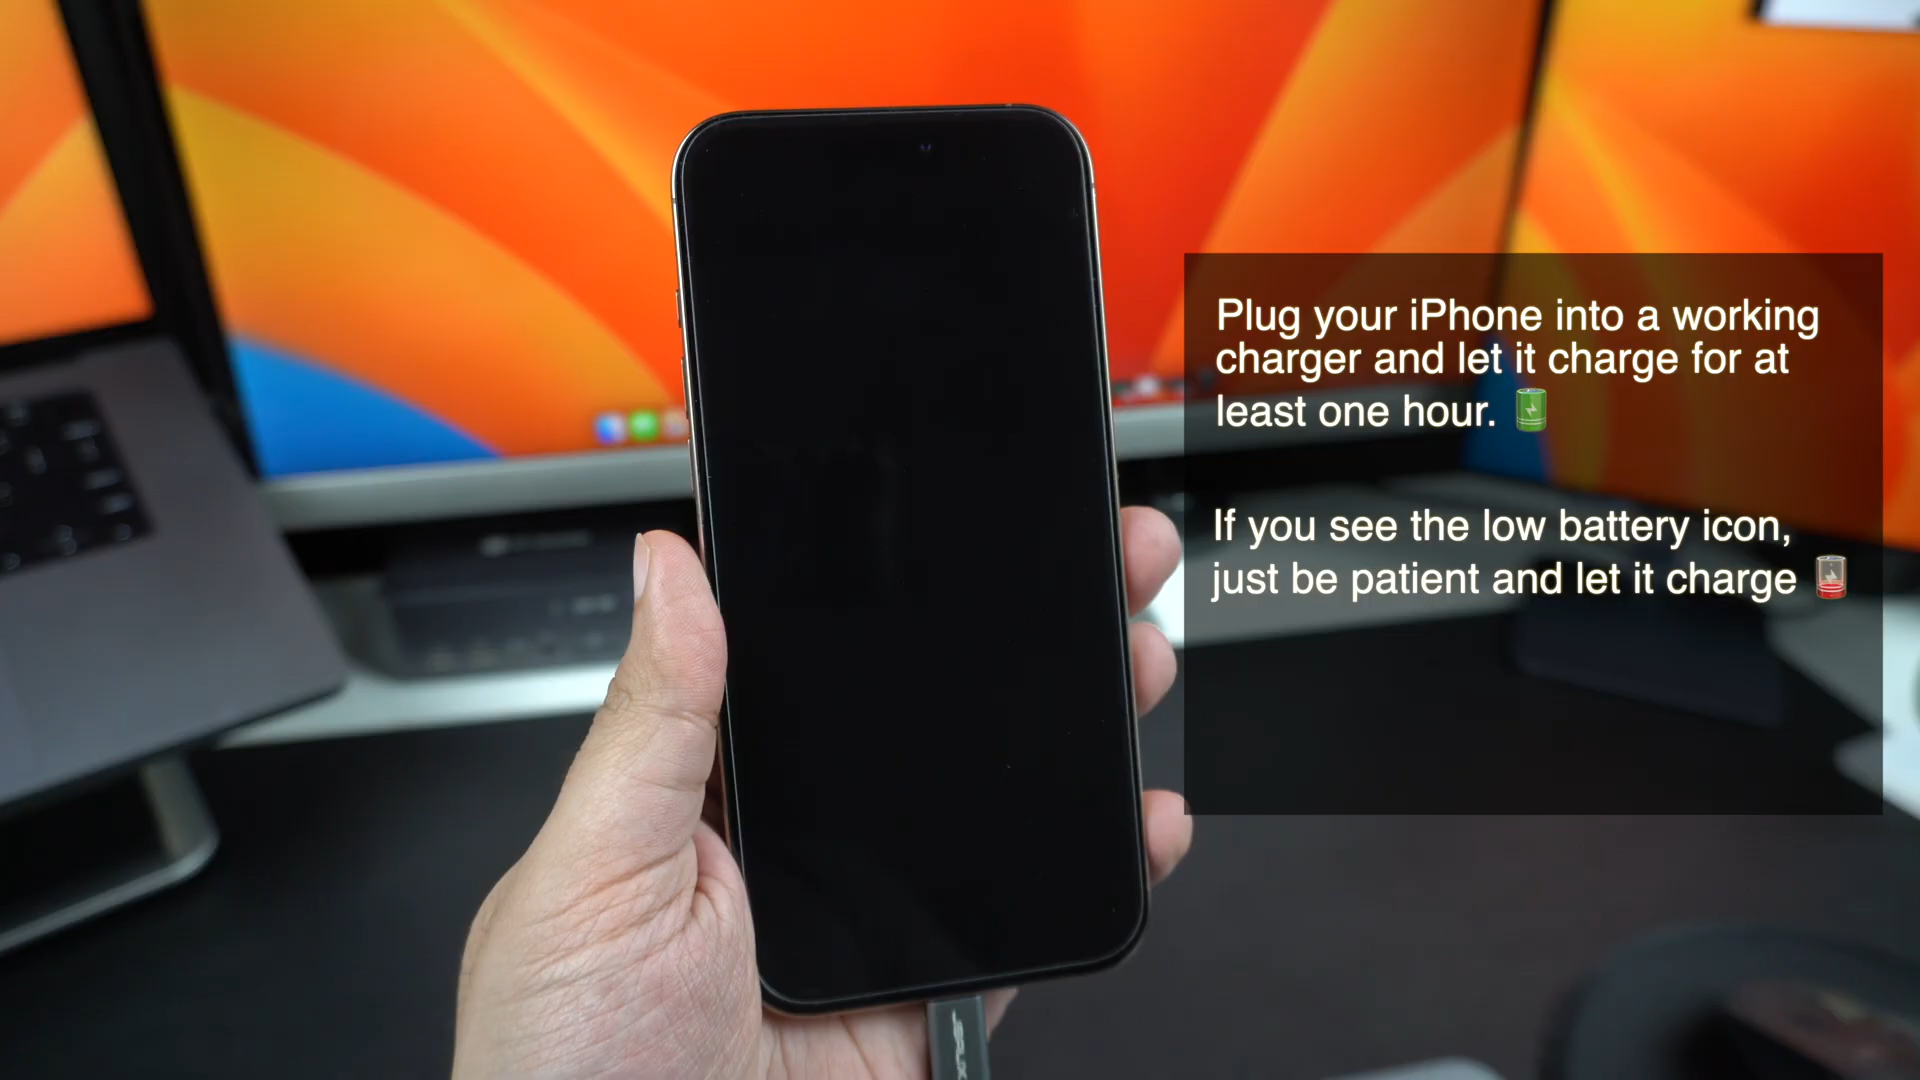 Plug your iPhone into a working
charger and let it charge for at
least one hour.
If you see the low battery icon,
just be patient and let it charge
JSAUX